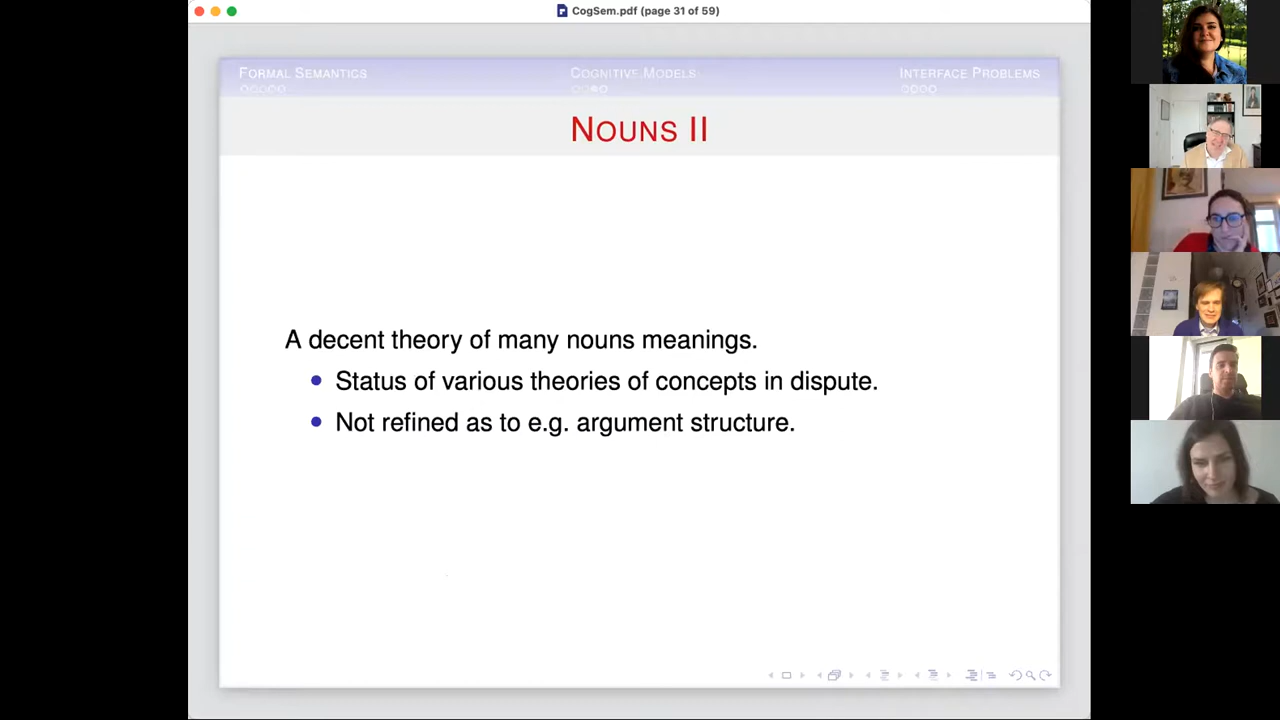 CogSem.pdf (page 31 of 59)
FORMAL SEMANTICS COGNITIVE MODELS INTERFACE PROBLEMS
NOUNS II
A decent theory of many nouns meanings.
• Status of various theories of concepts in dispute.
• Not refined as to e.g. argument structure.